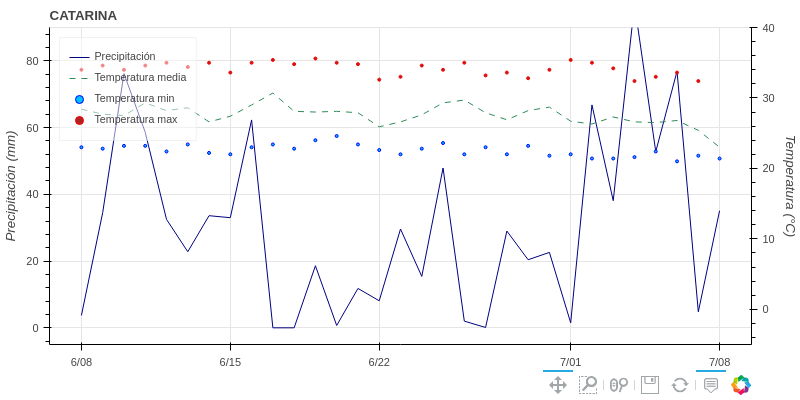 CATARINA
Precipitación
Temperatura media
Temperatura min
Temperatura max
Precipitación (mm)
80
60
40
20
0
Temperatura (°C)
40
30
20
10
0
6/08
6/15
6/22
7/01
7/08